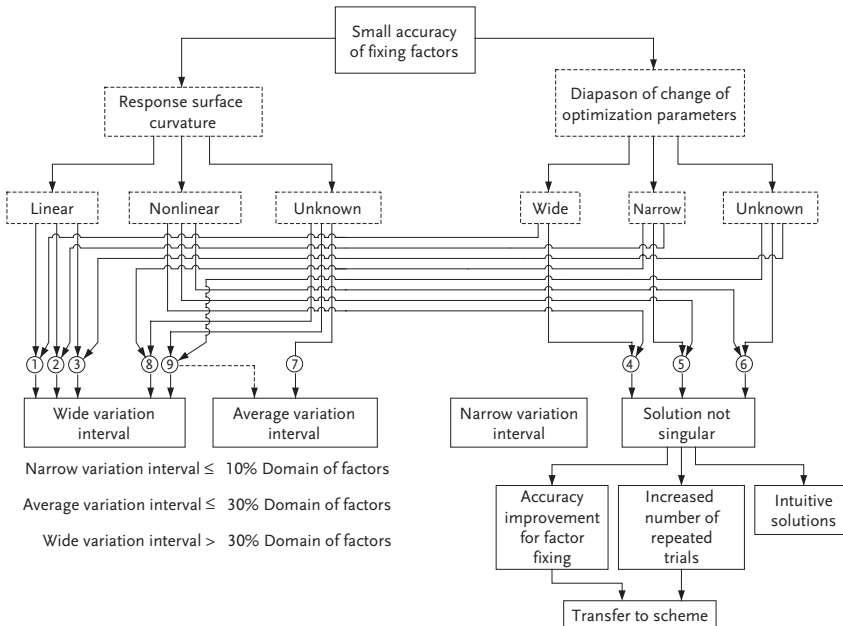 Small accuracy
of fixing factors
Response surface
curvature
Diapason of change of
optimization parameters
Linear
Nonlinear
Unknown
Wide
Narrow
Unknown
1
2
3
8
9
7
4
5
6
Wide variation
interval
Average variation
interval
Narrow variation
interval
Solution not
singular
Narrow variation interval ≤ 10% Domain of factors
Average variation interval ≤ 30% Domain of factors
Wide variation interval > 30% Domain of factors
Accuracy
improvement
for factor
fixing
Increased
number of
repeated
trials
Intuitive
solutions
Transfer to scheme